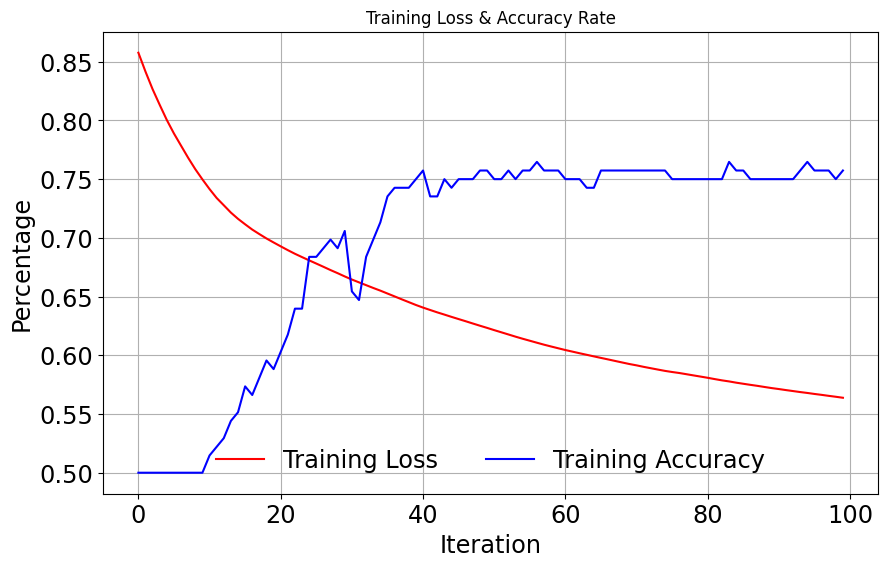 Training Loss & Accuracy Rate
Percentage
0.85
0.80
0.75
0.70
0.65
0.60
0.55
0.50
Training Loss Training Accuracy
0 20 40 60 80 100
Iteration